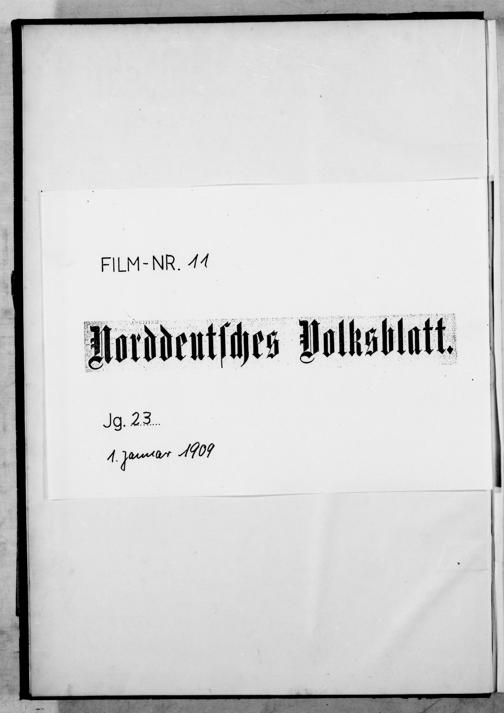 FILM-NR. 11
Norddeutſches Volksblatt.
Jg. 23
1. Januar 1909